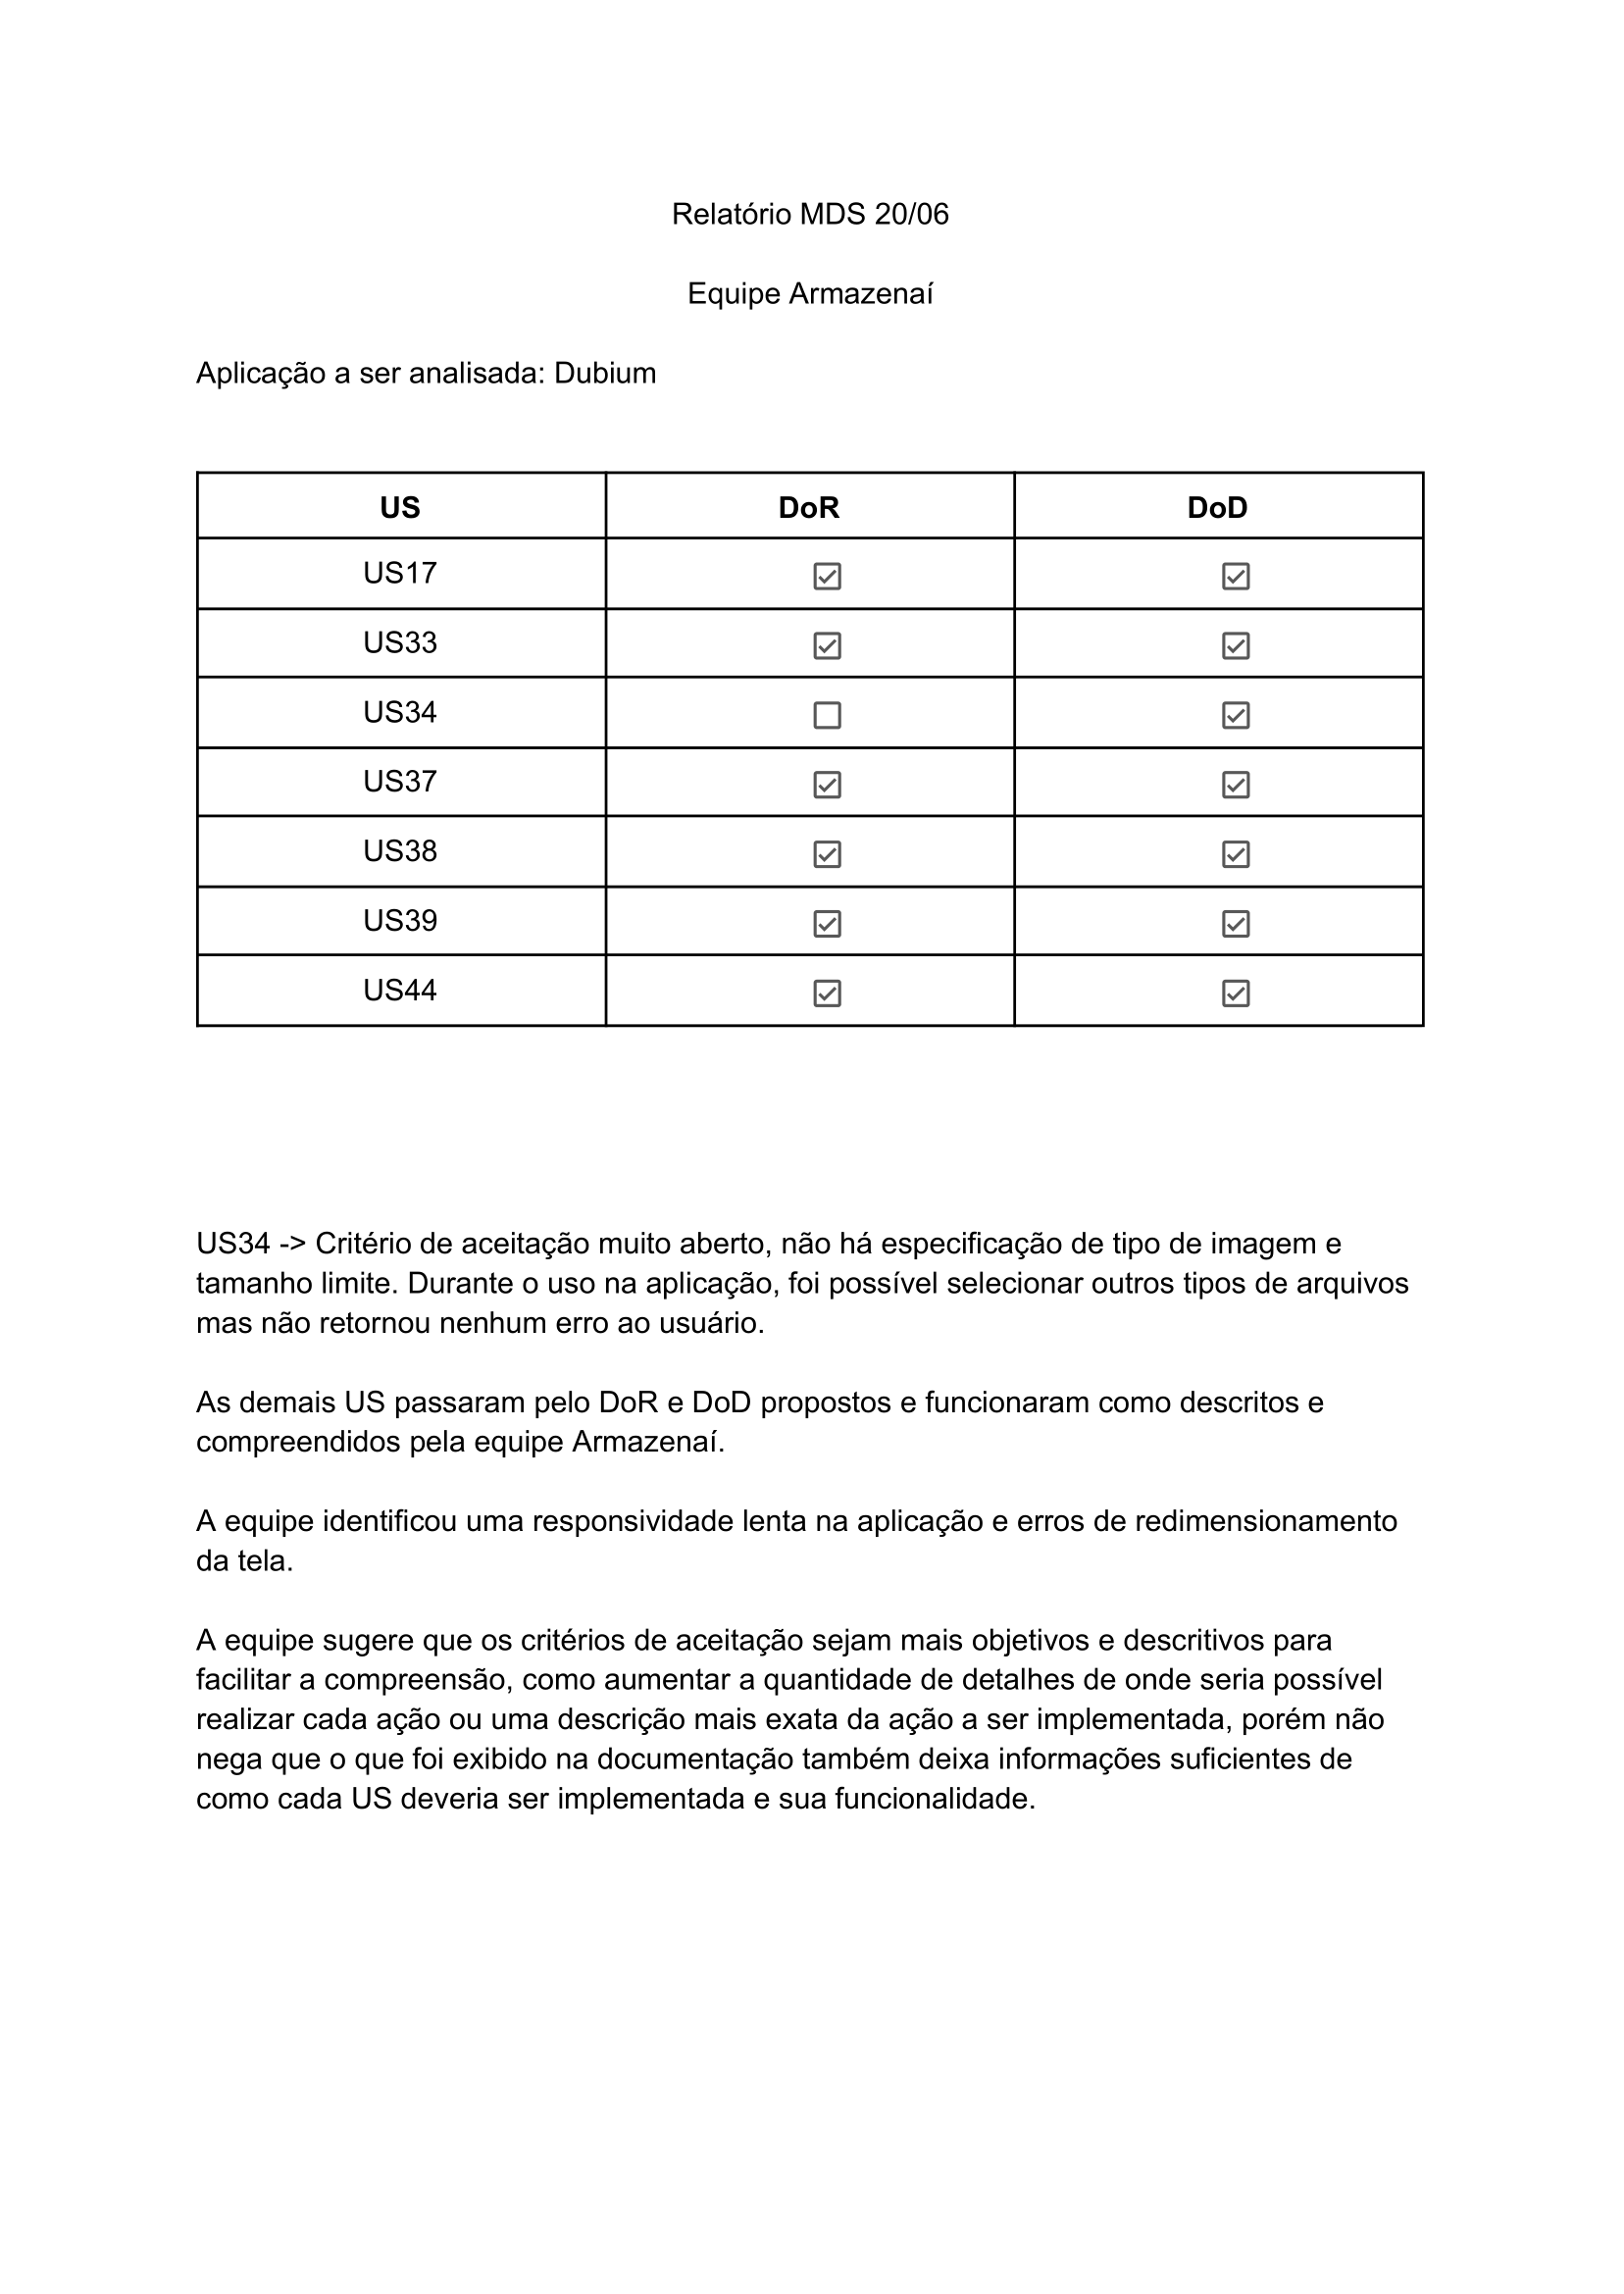 Relatório MDS 20/06
Equipe Armazenaí
Aplicação a ser analisada: Dubium
US DoR DoD
US17 ☑ ☑
US33 ☑ ☑
US34 ☐ ☑
US37 ☑ ☑
US38 ☑ ☑
US39 ☑ ☑
US44 ☑ ☑
US34 -> Critério de aceitação muito aberto, não há especificação de tipo de imagem e
tamanho limite. Durante o uso na aplicação, foi possível selecionar outros tipos de arquivos
mas não retornou nenhum erro ao usuário.
As demais US passaram pelo DoR e DoD propostos e funcionaram como descritos e
compreendidos pela equipe Armazenaí.
A equipe identificou uma responsividade lenta na aplicação e erros de redimensionamento
da tela.
A equipe sugere que os critérios de aceitação sejam mais objetivos e descritivos para
facilitar a compreensão, como aumentar a quantidade de detalhes de onde seria possível
realizar cada ação ou uma descrição mais exata da ação a ser implementada, porém não
nega que o que foi exibido na documentação também deixa informações suficientes de
como cada US deveria ser implementada e sua funcionalidade.